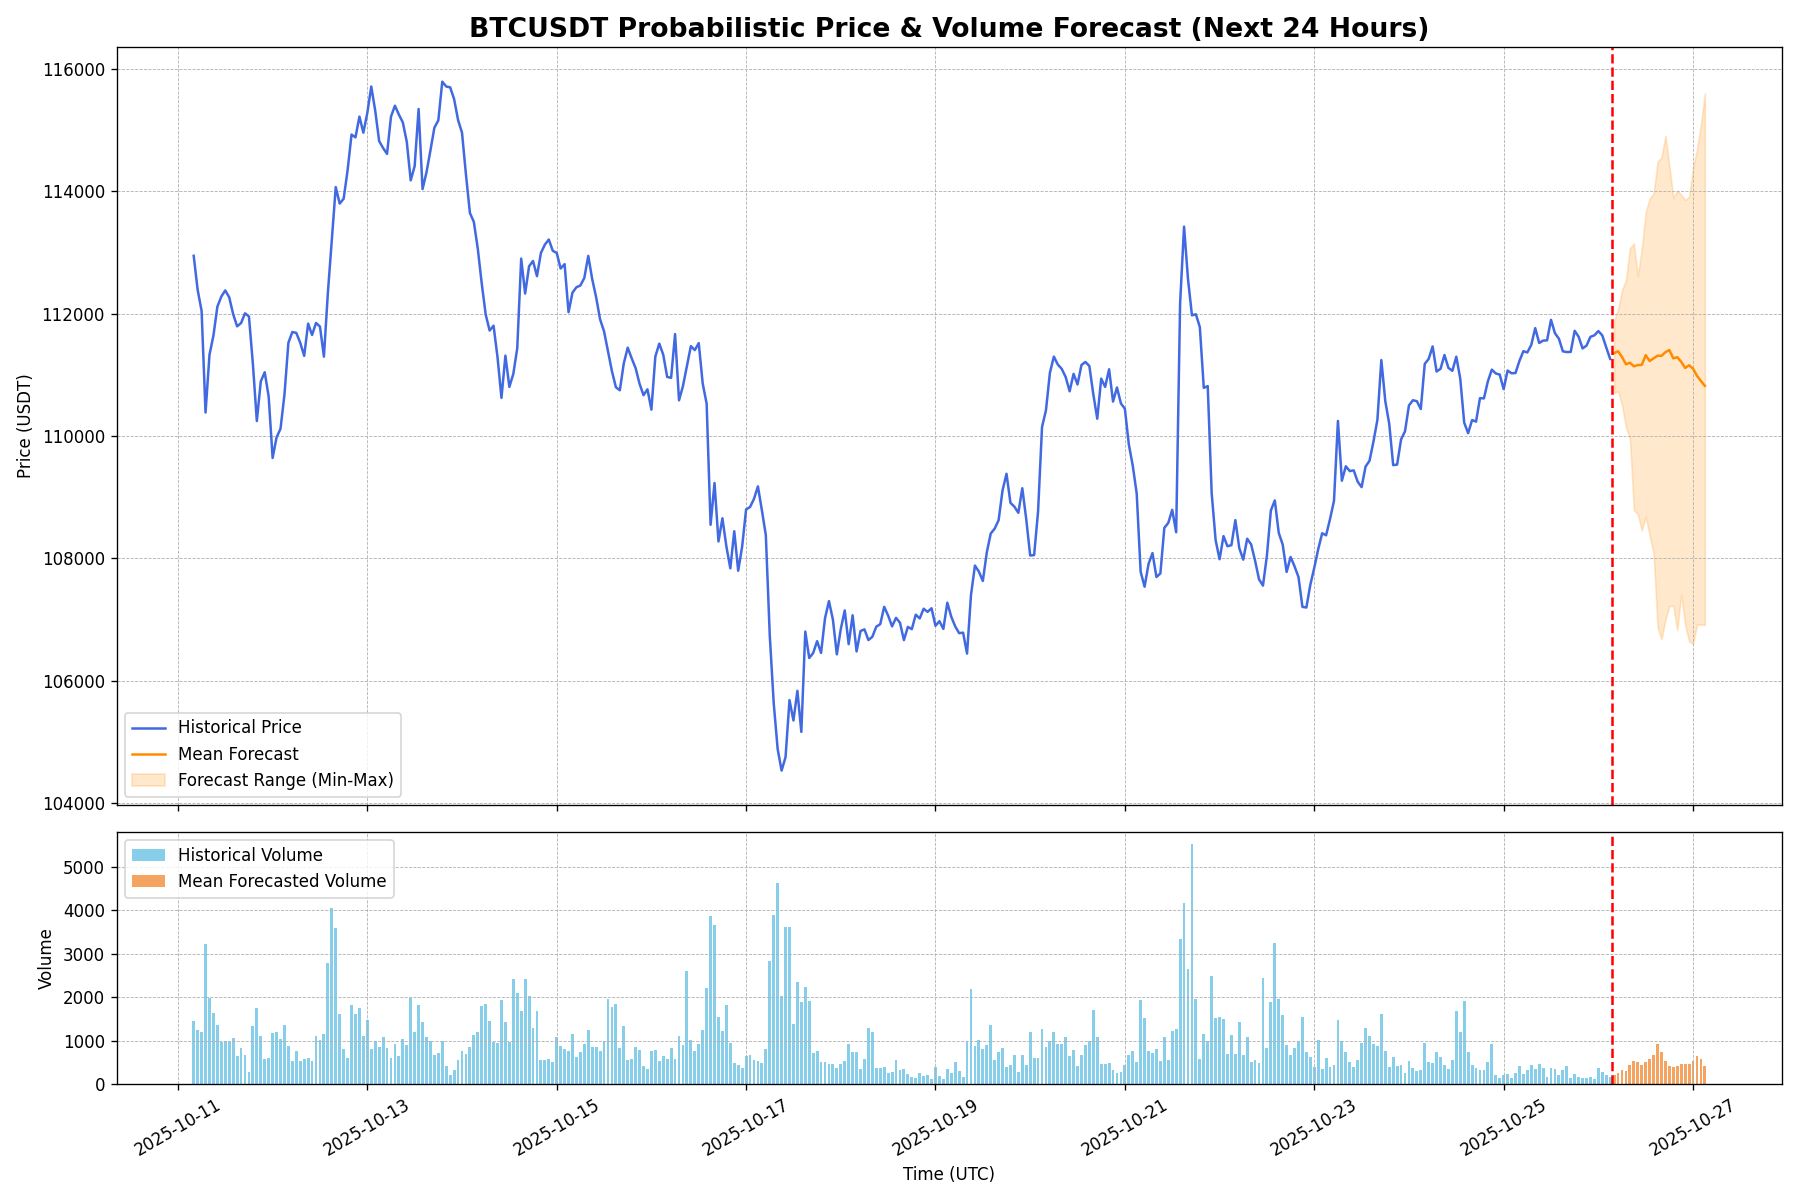 BTCUSDT Probabilistic Price & Volume Forecast (Next 24 Hours)
116000
114000
112000
110000
108000
106000
104000
Price (USDT)
Historical Price
Mean Forecast
Forecast Range (Min-Max)
5000
4000
3000
2000
1000
0
Volume
Historical Volume
Mean Forecasted Volume
2025-10-11
2025-10-13
2025-10-15
2025-10-17
2025-10-19
2025-10-21
2025-10-23
2025-10-25
2025-10-27
Time (UTC)